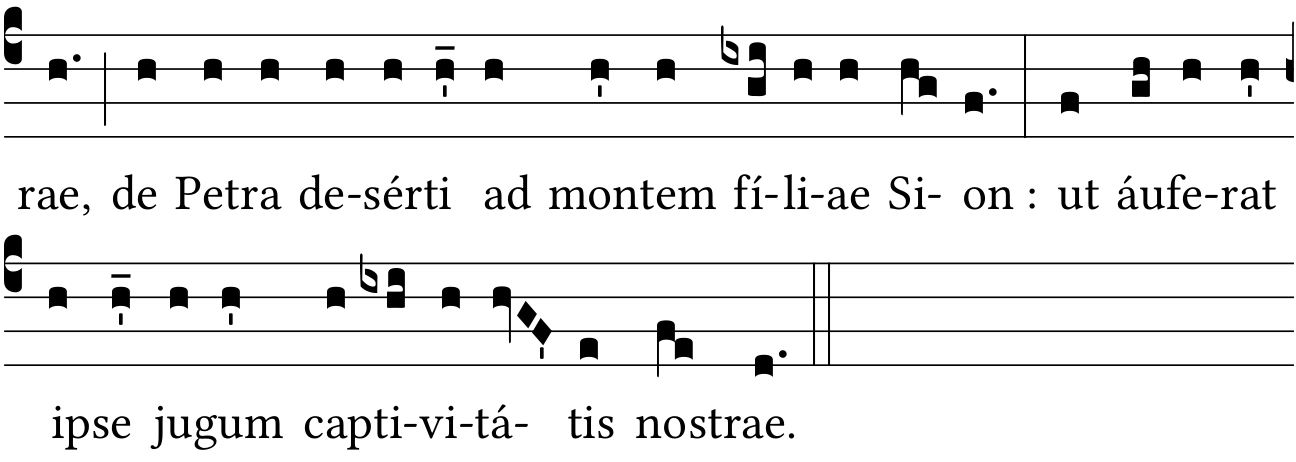 rae, de Petra de-sérti ad montem fí-li-ae Si- on : ut áufe-rat
ipse jugum capti-vi-tá- tis nostrae.